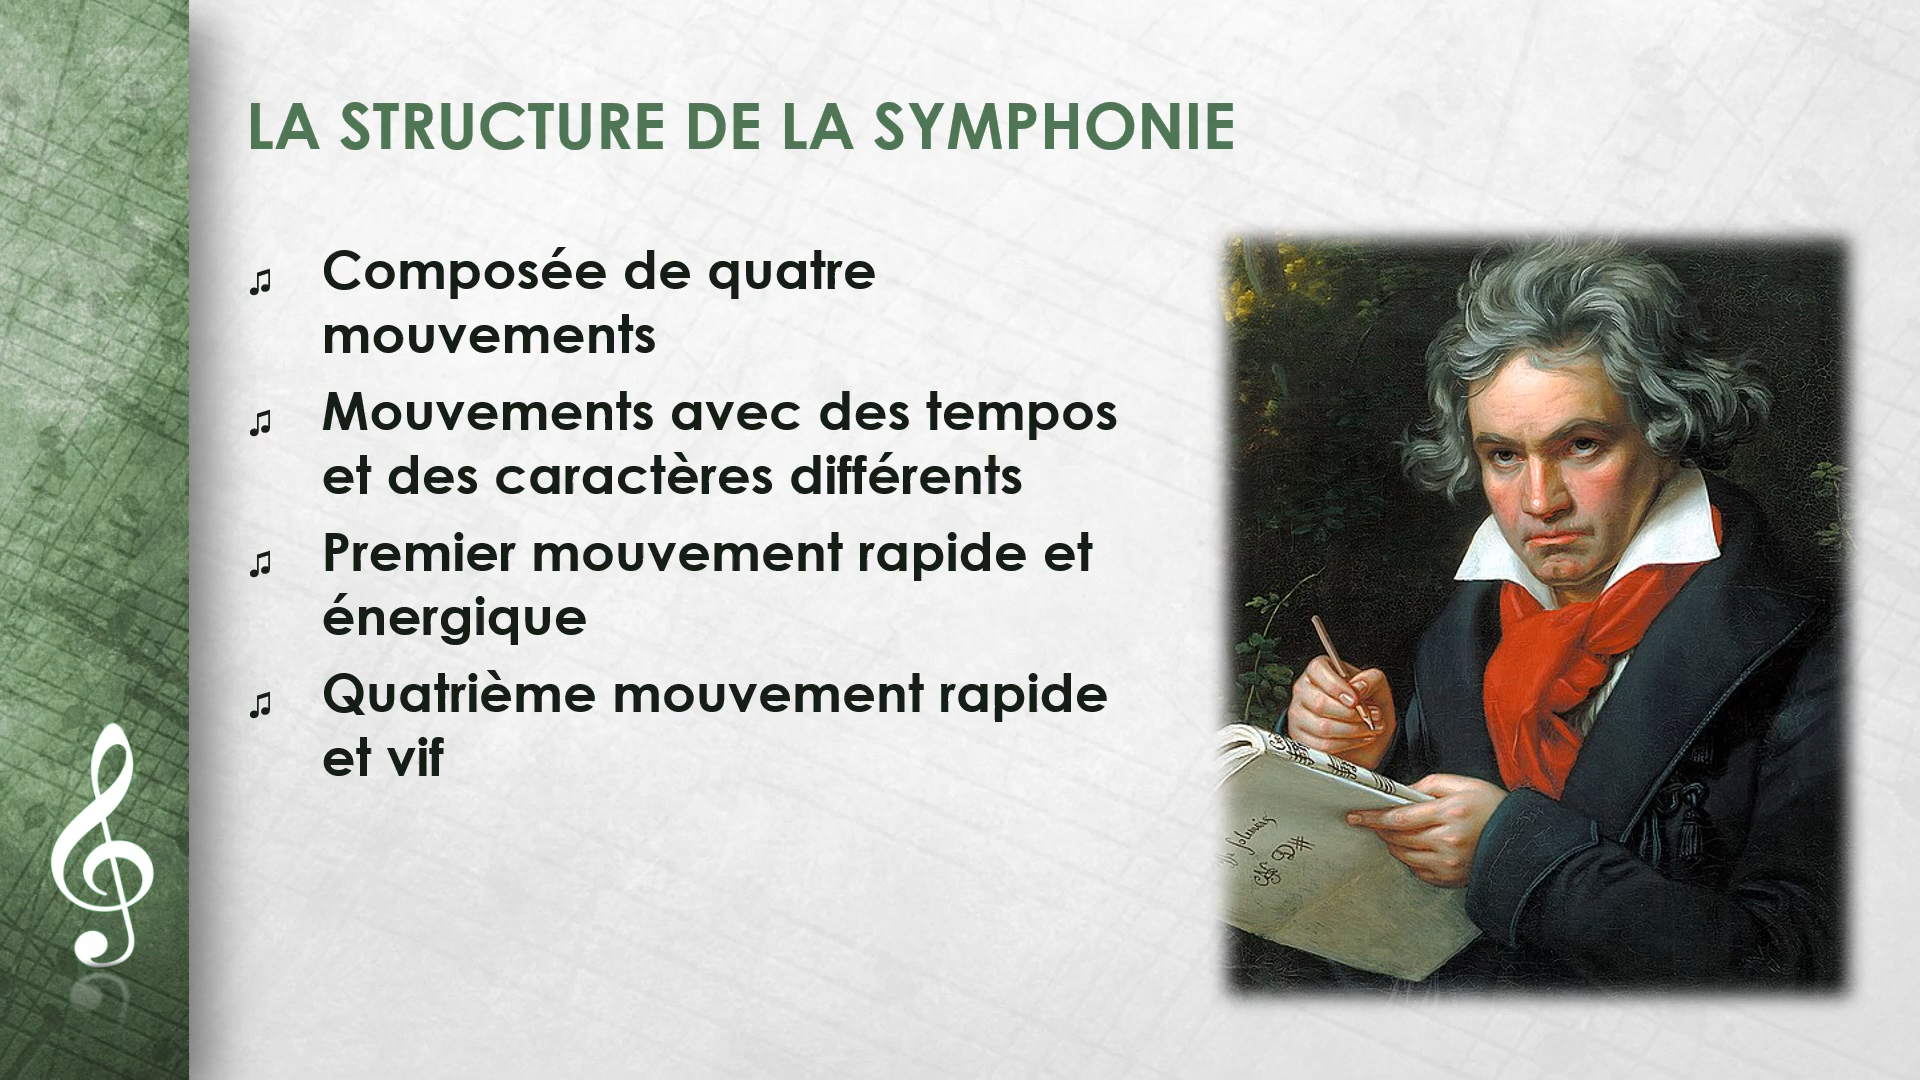 LA STRUCTURE DE LA SYMPHONIE
♫ Composée de quatre
mouvements
♫ Mouvements avec des tempos
et des caractères différents
♫ Premier mouvement rapide et
énergique
♫ Quatrième mouvement rapide
et vif
D#